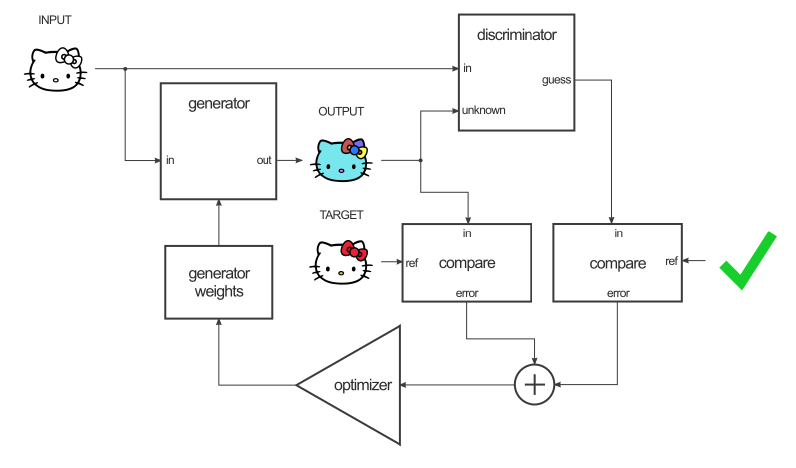 INPUT
discriminator
in
guess
generator
OUTPUT
unknown
in
out
TARGET
in
in
ref
compare
compare
ref
generator
weights
error
error
optimizer